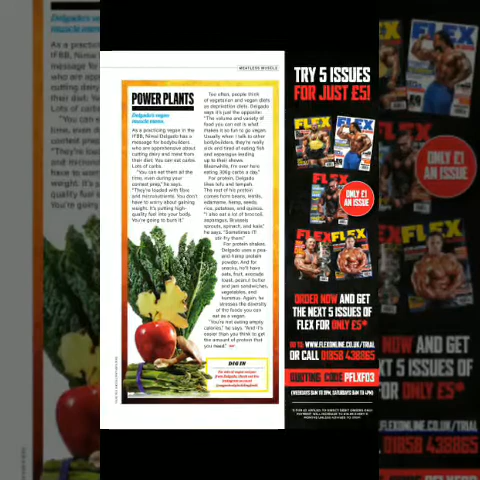 MEATLESS MUSCLE
POWER PLANTS
Delgado's vegan
muscle menu.
As a practicing vegan in the
IFBB, Nimai Delgado has a
message for bodybuilders
who are apprehensive about
cutting dairy and meat from
their diet: You can eat carbs.
Lots of carbs.
"You can eat them all the
time, even during your
contest prep," he says.
"They're loaded with fibre
and micronutrients. You don't
have to worry about gaining
weight. It's putting high-
quality fuel into your body.
You're going to burn it."
Too often, people think
of vegetarian and vegan diets
as deprivation diets. Delgado
says it's just the opposite:
"The volume and variety of
food you can eat is what
makes it so fun to go vegan.
Usually when I talk to other
bodybuilders, they're really
sick and tired of eating fish
and asparagus leading
up to their shows.
Meanwhile, I'm over here
eating 300g carbs a day."
For protein, Delgado
likes tofu and tempeh.
The rest of his protein
comes from beans, lentils,
edamame, hemp, seeds,
rice, potatoes, and quinoa.
"I also eat a lot of broccoli,
asparagus, Brussels
sprouts, spinach, and kale,"
he says. "Sometimes I'll
stir-fry them."
For protein shakes,
Delgado uses a pea
and hemp protein
powder. And for
snacks, he'll have
oats, fruit, avocado
toast, peanut butter
and jam sandwiches,
vegetables, and
hummus. Again, he
stresses the diversity
of the foods you can
eat as a vegan.
"You're not eating empty
calories," he says. "And it's
easier than you think to get
the amount of protein that
you need."
DIG IN
TRY 5 ISSUES
FOR JUST £5!
FLEX
FLEX
FLEX
ONLY £1
AN ISSUE
FLEX
FLEX
ORDER NOW AND GET
THE NEXT 5 ISSUES OF
FLEX FOR ONLY £5*
GO TO: WWW.FLEXONLINE.CO.UK/TRIAL
OR CALL 01858 438865
QUOTING CODE PFLXF03
(WEEKDAYS 8AM TO 9PM, SATURDAYS 8AM TO 4PM)